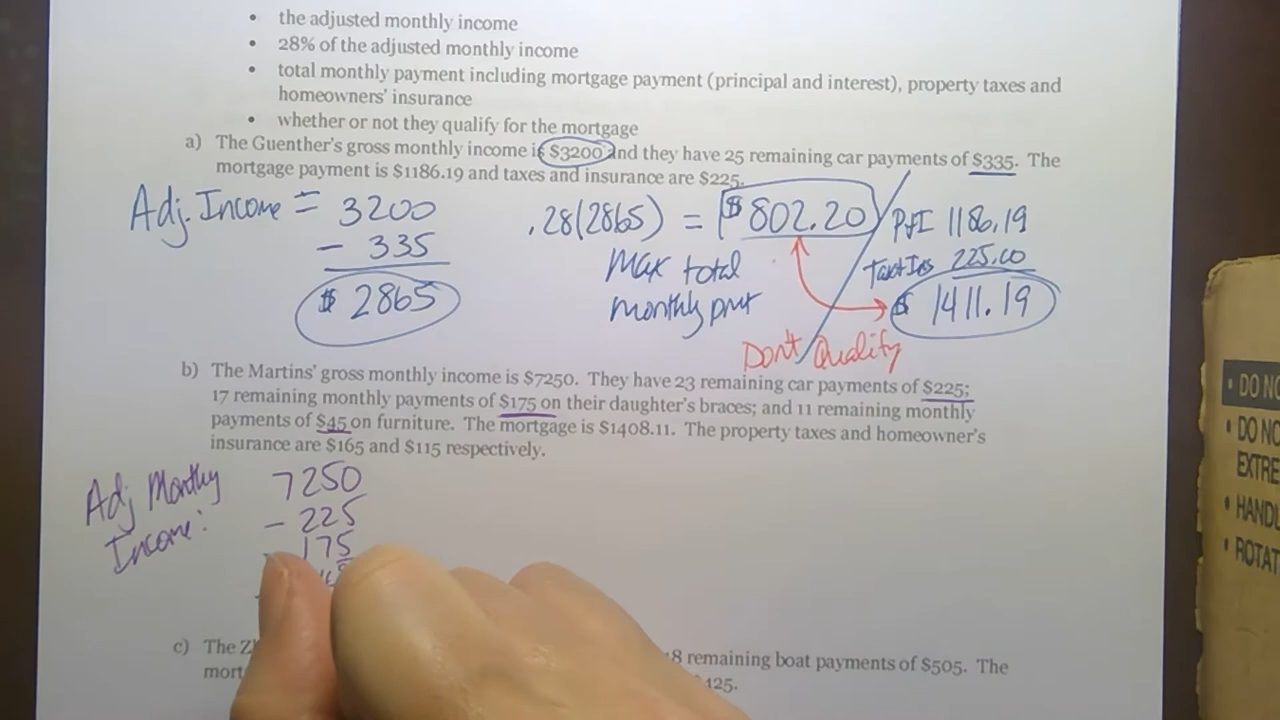 • the adjusted monthly income
• 28% of the adjusted monthly income
• total monthly payment including mortgage payment (principal and interest), property taxes and
homeowners' insurance
• whether or not they qualify for the mortgage
a) The Guenther's gross monthly income is $3200 and they have 25 remaining car payments of $335. The
mortgage payment is $1186.19 and taxes and insurance are $225.
Adj. Income = 3200
- 335
$ 2865
.28(2865) = $802.20
Max total
monthly pmt
P&I 1186.19
Tax+Ins 225.00
$ 1411.19
Don't Qualify
b) The Martins' gross monthly income is $7250. They have 23 remaining car payments of $225;
17 remaining monthly payments of $175 on their daughter's braces; and 11 remaining monthly
payments of $45 on furniture. The mortgage is $1408.11. The property taxes and homeowner's
insurance are $165 and $115 respectively.
Adj Monthly
Income:
7250
- 225
175
c) The
8 remaining boat payments of $505. The
125.
• DO NO
• DO NO
EXTRE
• HAND
• ROTAT